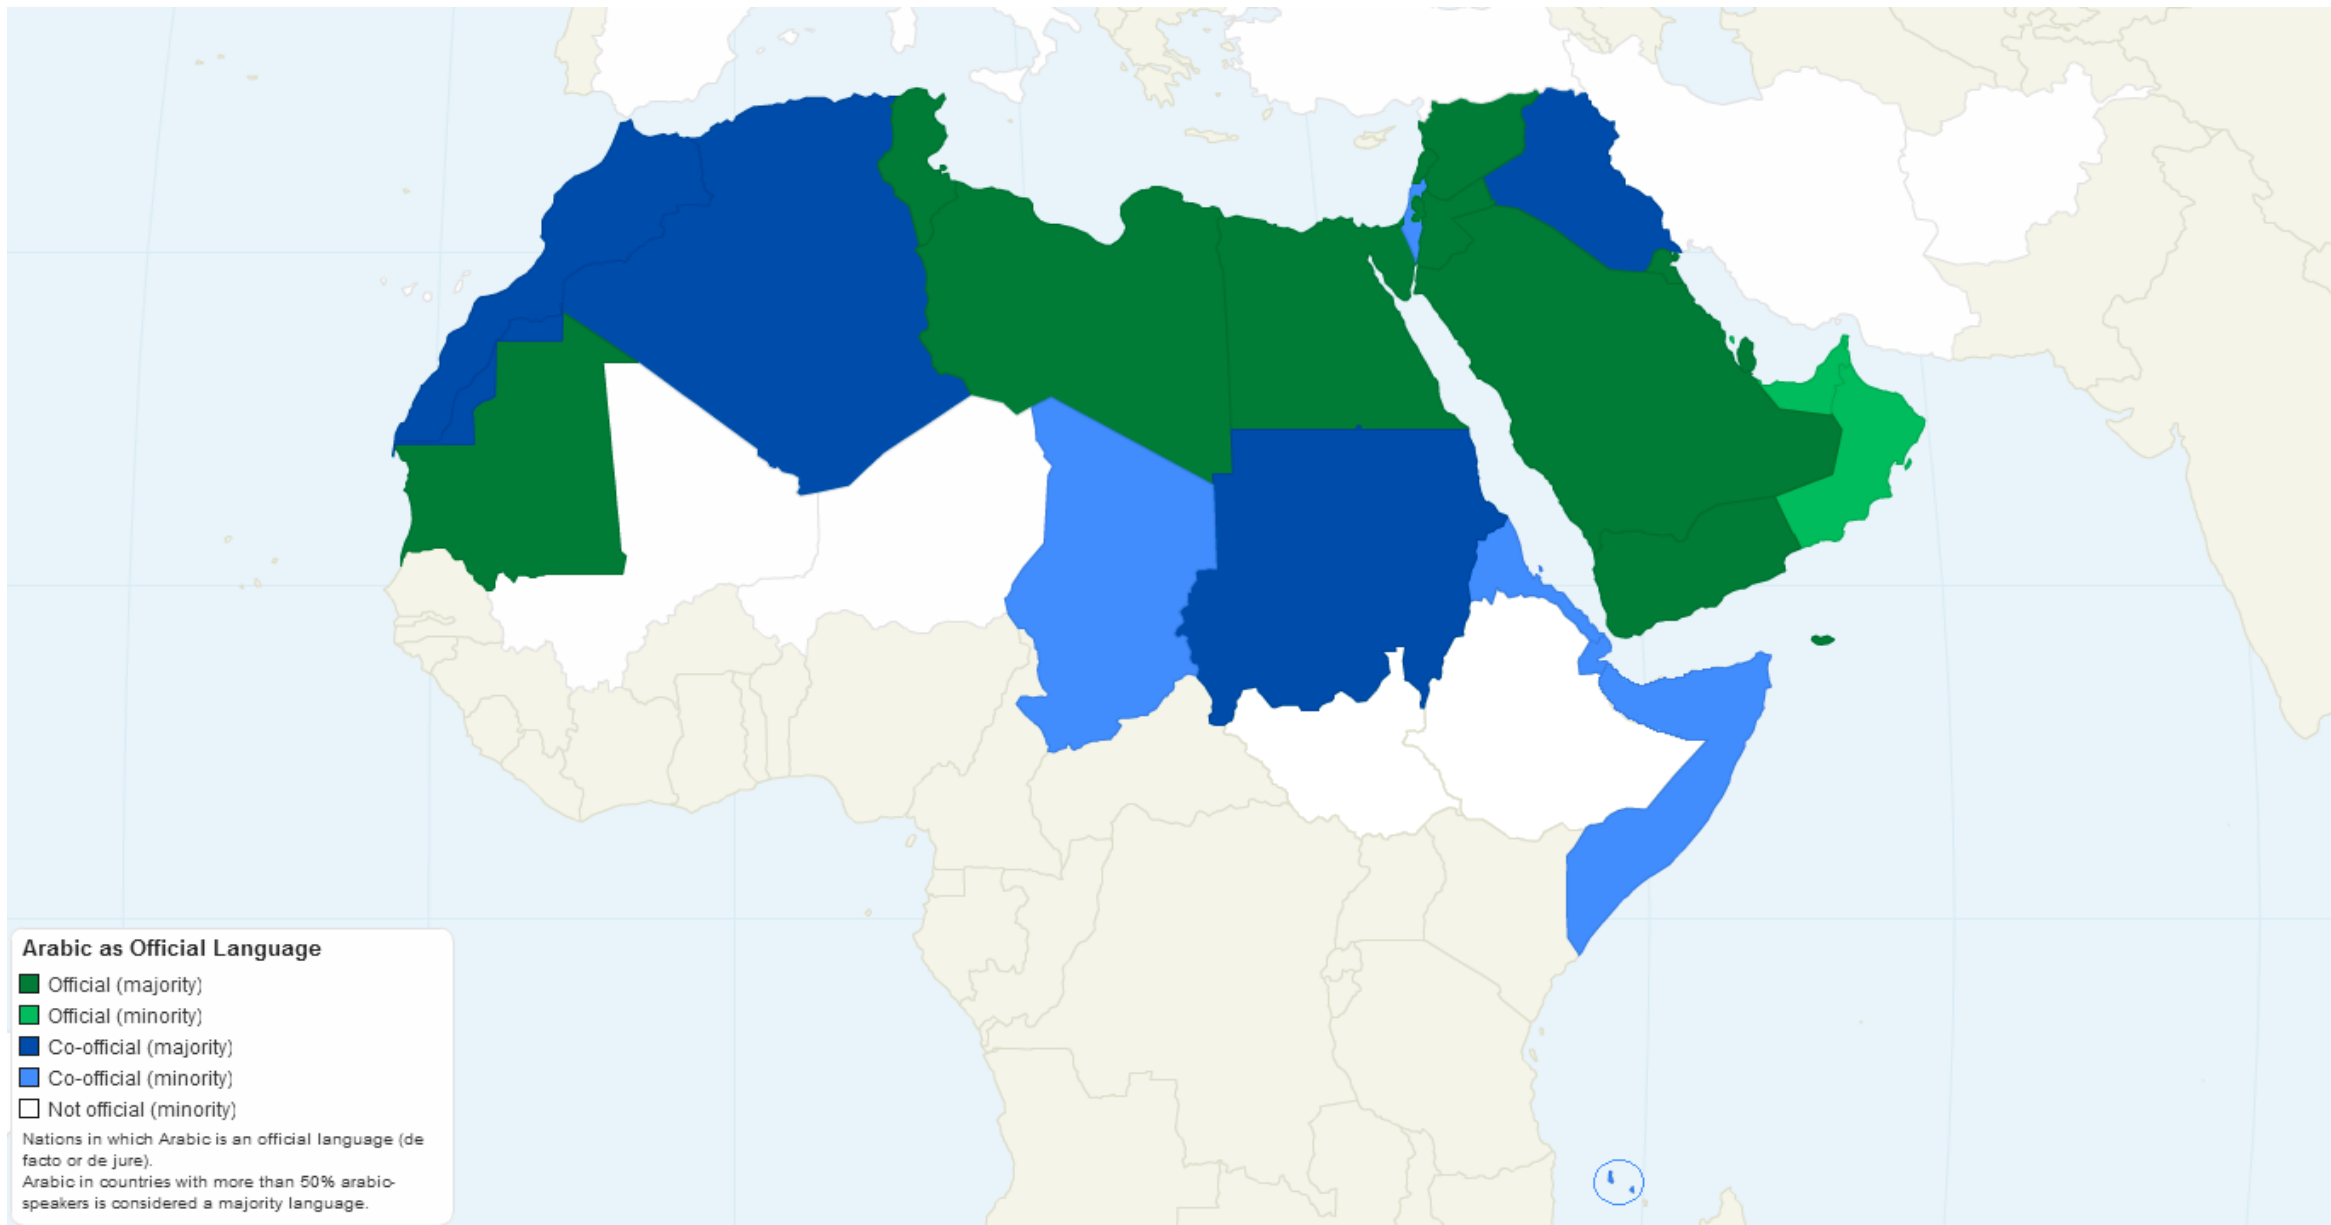 Arabic as Official Language
Official (majority)
Official (minority)
Co-official (majority)
Co-official (minority)
Not official (minority)
Nations in which Arabic is an official language (de
facto or de jure).
Arabic in countries with more than 50% arabic-
speakers is considered a majority language.